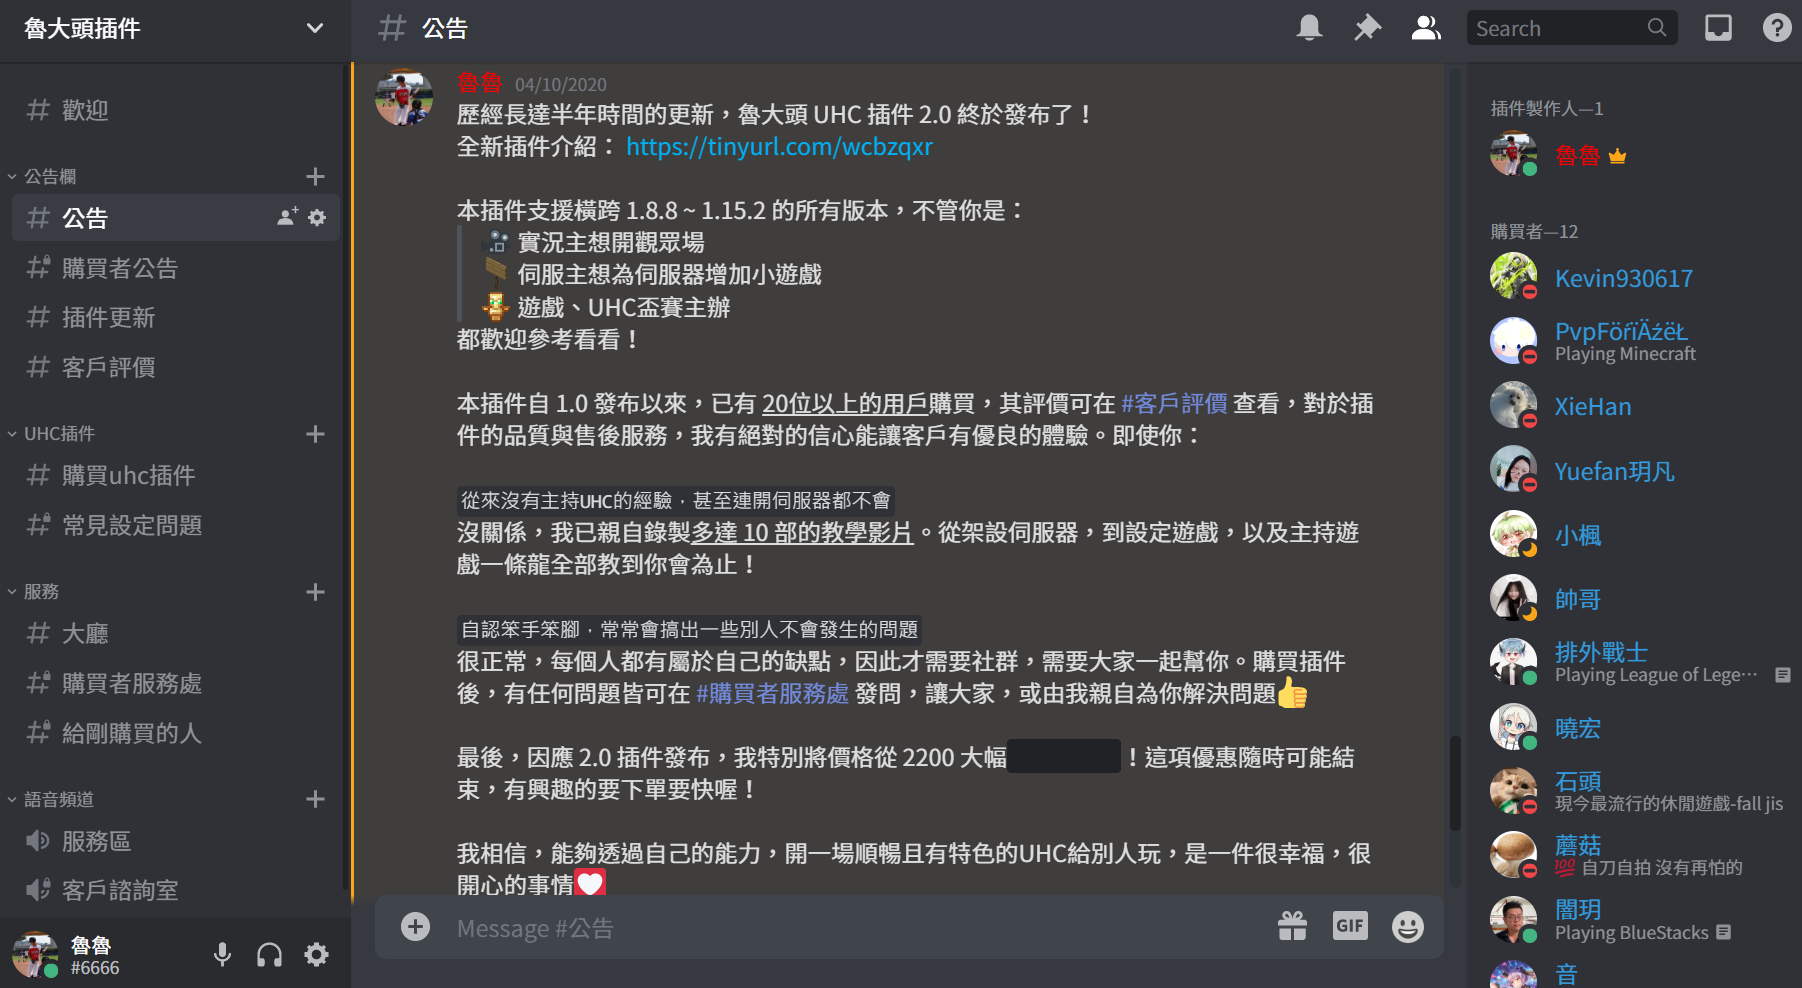 魯大頭插件
公告
Search
歡迎
公告欄
公告
購買者公告
插件更新
客戶評價
UHC插件
購買uhc插件
常見設定問題
服務
大廳
購買者服務處
給剛購買的人
語音頻道
服務區
客戶諮詢室
魯魯
#6666
魯魯 04/10/2020
歷經長達半年時間的更新，魯大頭 UHC 插件 2.0 終於發布了！
全新插件介紹： https://tinyurl.com/wcbzqxr
本插件支援橫跨 1.8.8 ~ 1.15.2 的所有版本，不管你是：
實況主想開觀眾場
伺服主想為伺服器增加小遊戲
遊戲、UHC盃賽主辦
都歡迎參考看看！
本插件自 1.0 發布以來，已有 20位以上的用戶購買，其評價可在 #客戶評價 查看，對於插
件的品質與售後服務，我有絕對的信心能讓客戶有優良的體驗。即使你：
從來沒有主持UHC的經驗，甚至連開伺服器都不會
沒關係，我已親自錄製多達 10 部的教學影片。從架設伺服器，到設定遊戲，以及主持遊
戲一條龍全部教到你會為止！
自認笨手笨腳，常常會搞出一些別人不會發生的問題
很正常，每個人都有屬於自己的缺點，因此才需要社群，需要大家一起幫你。購買插件
後，有任何問題皆可在 #購買者服務處 發問，讓大家，或由我親自為你解決問題👍
最後，因應 2.0 插件發布，我特別將價格從 2200 大幅 ！這項優惠隨時可能結
束，有興趣的要下單要快喔！
我相信，能夠透過自己的能力，開一場順暢且有特色的UHC給別人玩，是一件很幸福，很
開心的事情
Message #公告
GIF
插件製作人—1
魯魯
購買者—12
Kevin930617
PvpFöŕïÄźëŁ
Playing Minecraft
XieHan
Yuefan玥凡
小楓
帥哥
排外戰士
Playing League of Lege…
曉宏
石頭
現今最流行的休閒遊戲-fall jis
蘑菇
💯 自刀自拍 沒有再怕的
闇玥
Playing BlueStacks
音